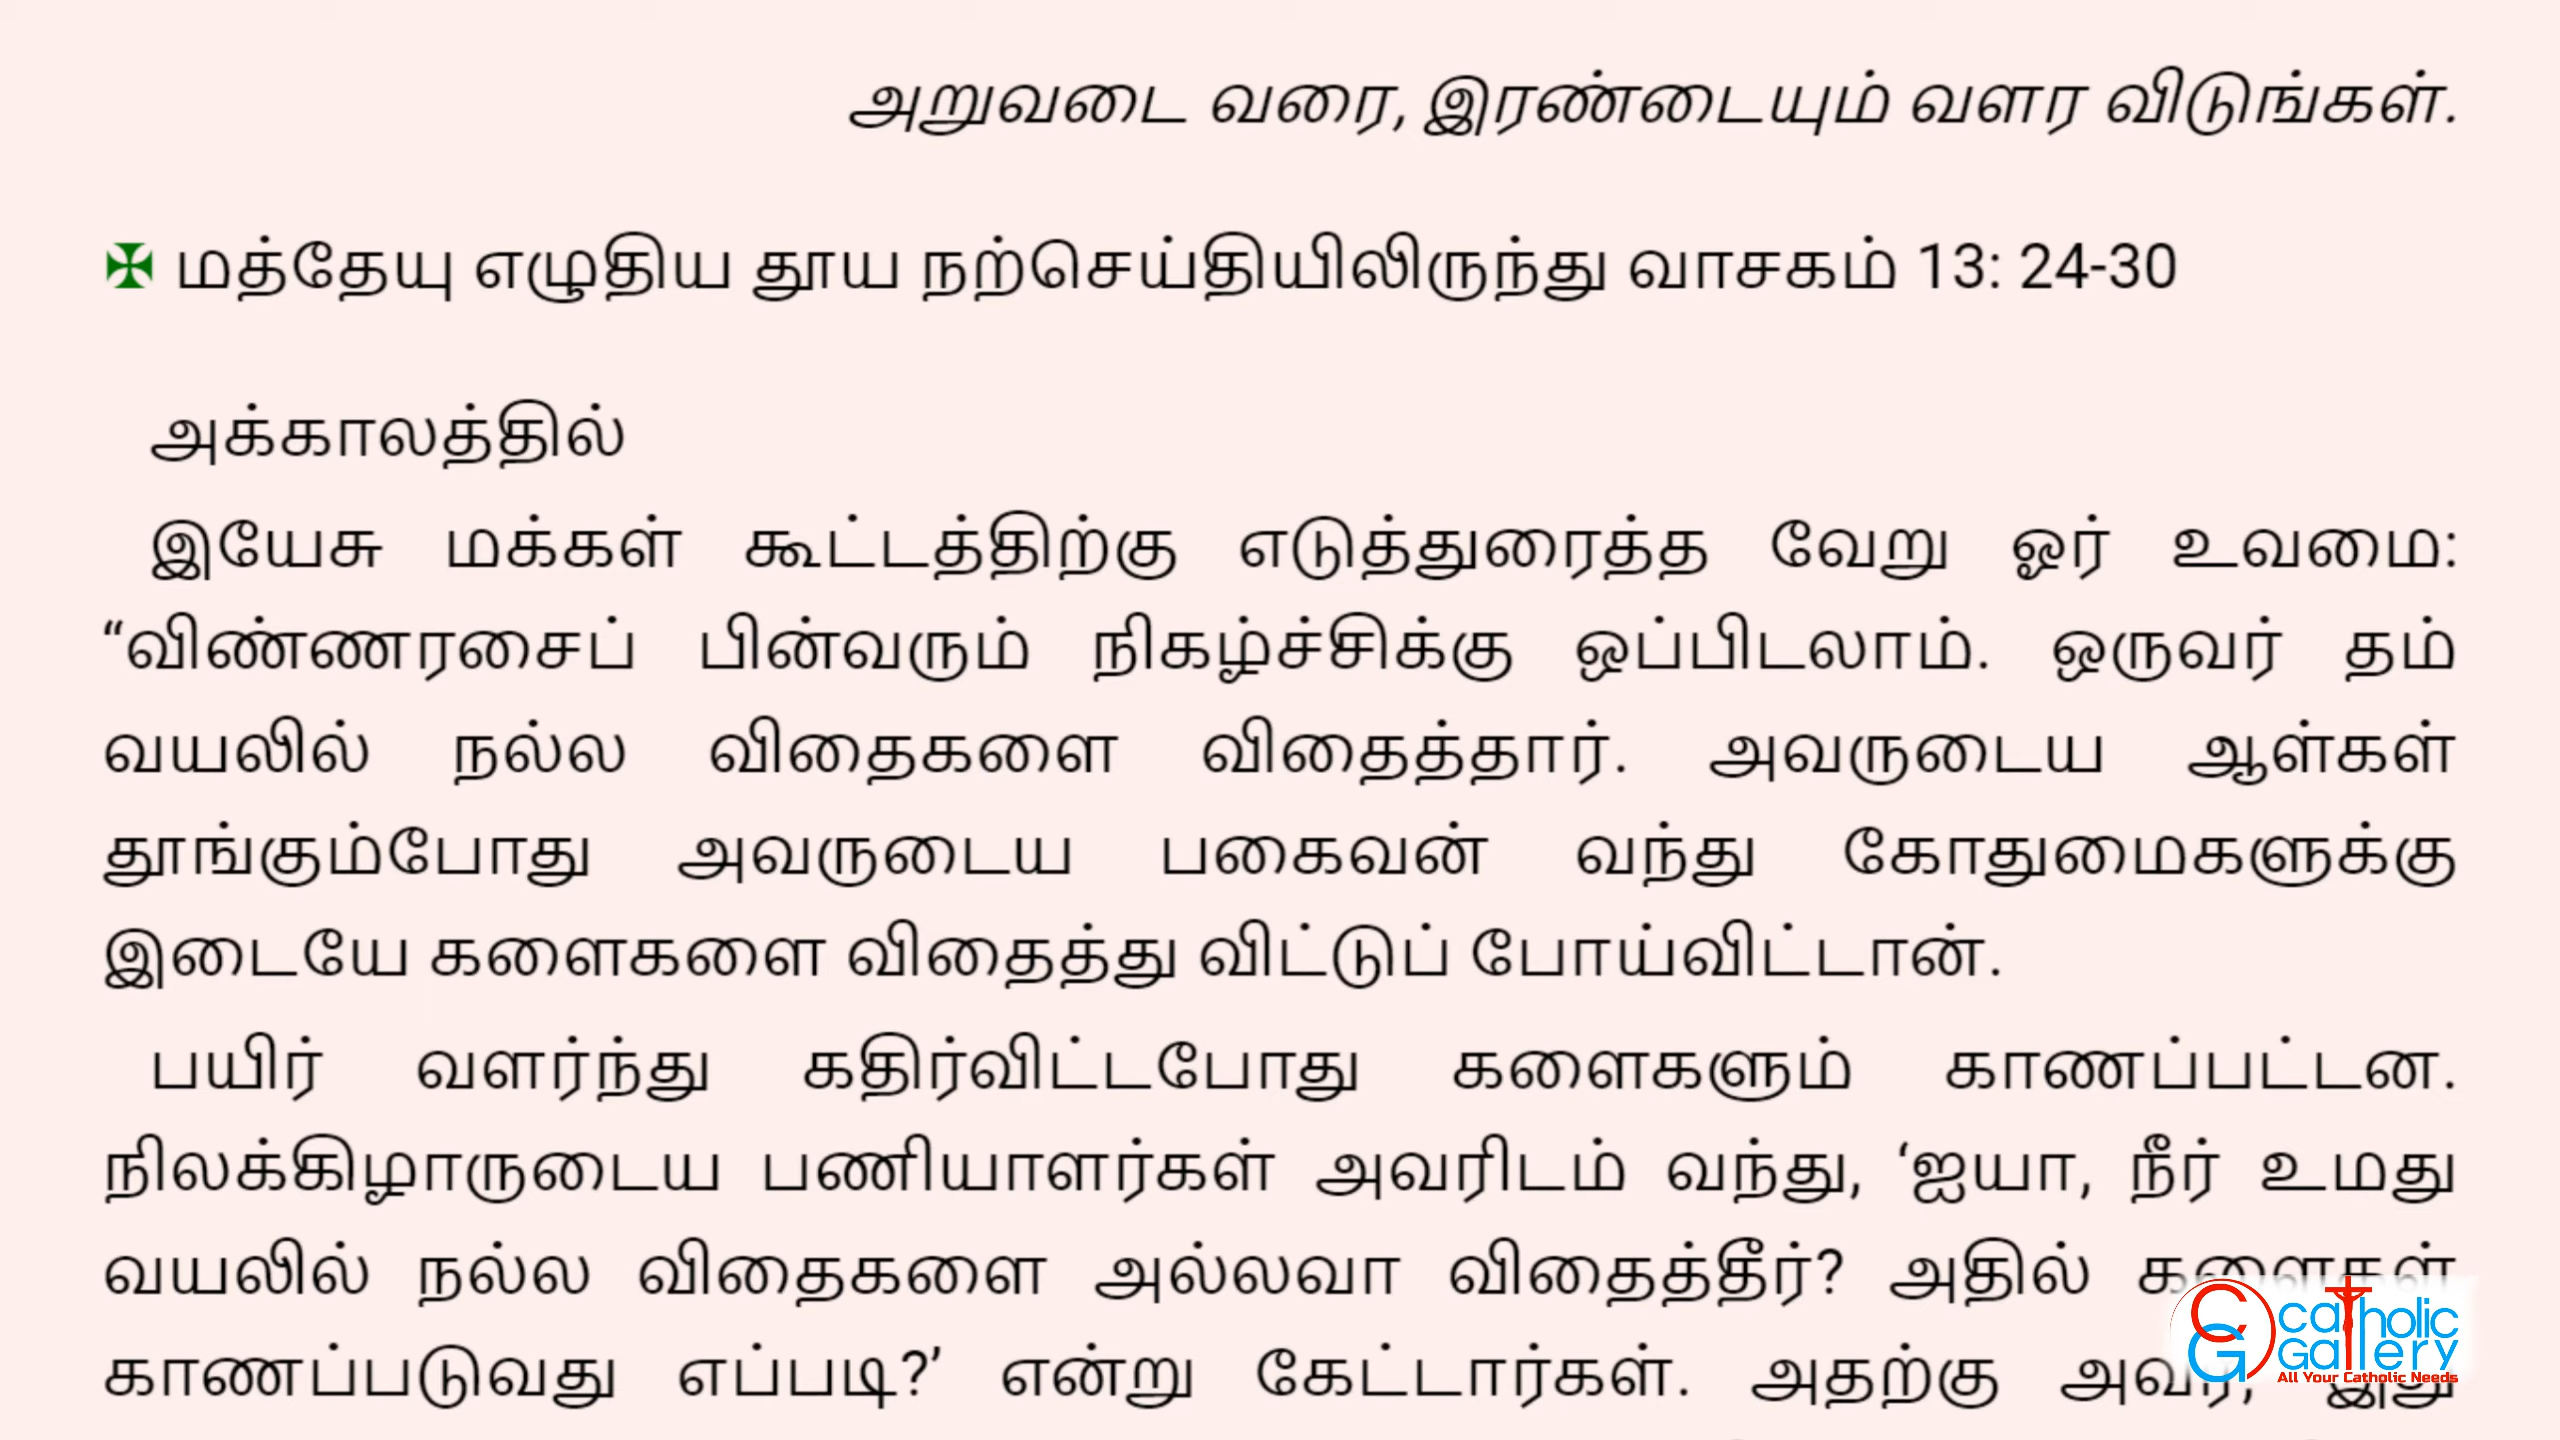 அறுவடை வரை, இரண்டையும் வளர விடுங்கள்.
✠ மத்தேயு எழுதிய தூய நற்செய்தியிலிருந்து வாசகம் 13: 24-30
அக்காலத்தில்
இயேசு மக்கள் கூட்டத்திற்கு எடுத்துரைத்த வேறு ஓர் உவமை:
“விண்ணரசைப் பின்வரும் நிகழ்ச்சிக்கு ஒப்பிடலாம். ஒருவர் தம்
வயலில் நல்ல விதைகளை விதைத்தார். அவருடைய ஆள்கள்
தூங்கும்போது அவருடைய பகைவன் வந்து கோதுமைகளுக்கு
இடையே களைகளை விதைத்து விட்டுப் போய்விட்டான்.
பயிர் வளர்ந்து கதிர்விட்டபோது களைகளும் காணப்பட்டன.
நிலக்கிழாருடைய பணியாளர்கள் அவரிடம் வந்து, ‘ஐயா, நீர் உமது
வயலில் நல்ல விதைகளை அல்லவா விதைத்தீர்? அதில் களைகள்
காணப்படுவது எப்படி?’ என்று கேட்டார்கள். அதற்கு அவர்,
CG catholic
Gallery
All Your Catholic Needs